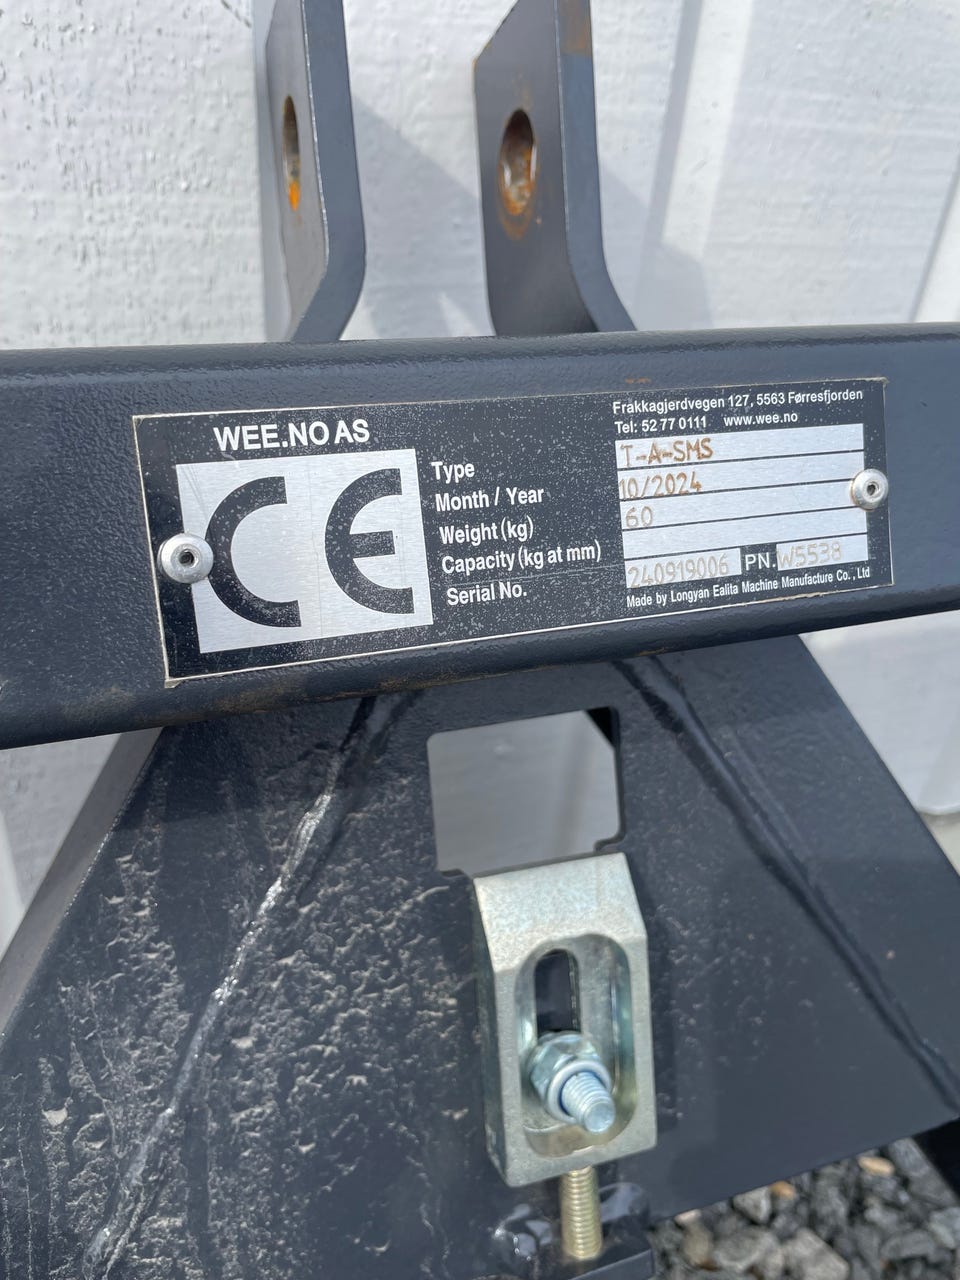 Frakkagjerdvegen 127, 5563 Førresfjorden
Tel: 52 77 0111 www.wee.no
WEE.NO AS
CE
Type T-A-SMS
Month / Year 10/2024
Weight (kg) 60
Capacity (kg at mm)
Serial No. 240919006 PN. W5538
Made by Longyan Ealita Machine Manufacture Co., Ltd